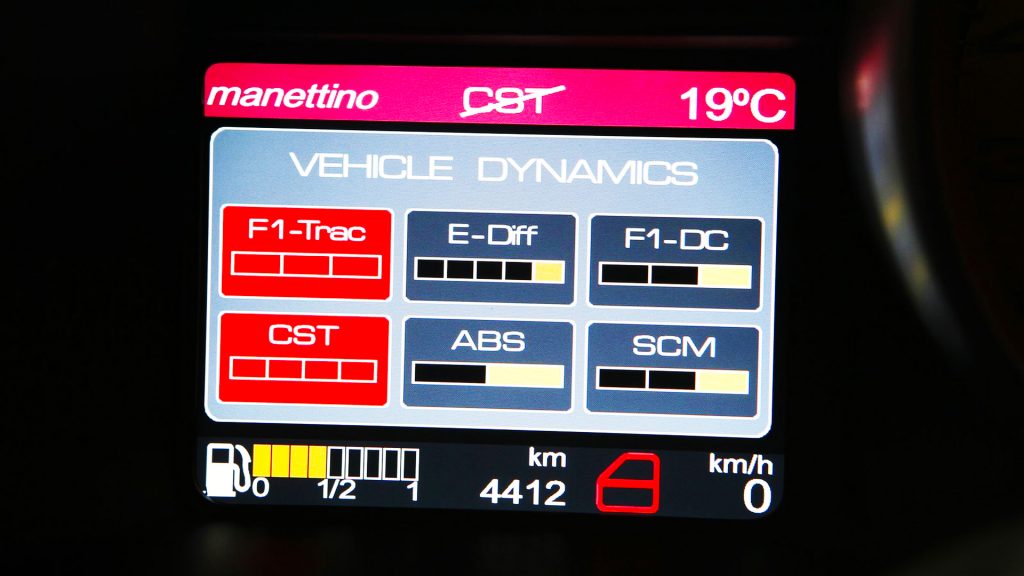 manettino CST 19ºC
VEHICLE DYNAMICS
F1-Trac E-Diff F1-DC
CST ABS SCM
km km/h
0 1/2 1 4412 0